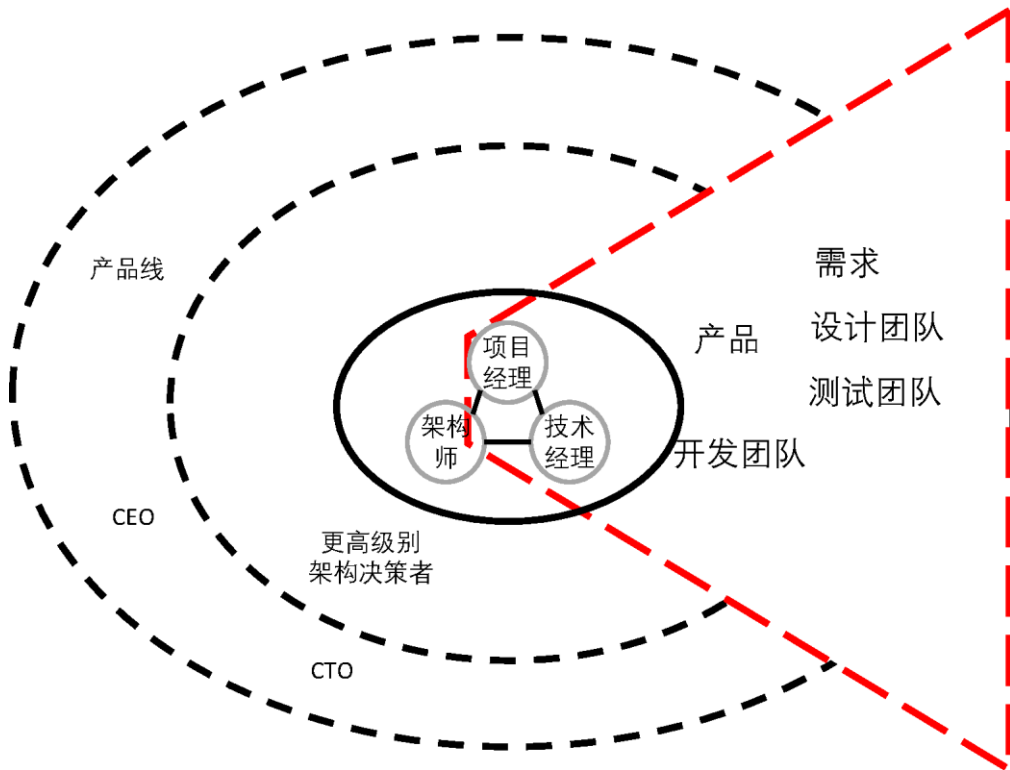 产品线
需求
设计团队
产品
项目
经理
测试团队
架构
师
技术
经理
开发团队
CEO
更高级别
架构决策者
CTO